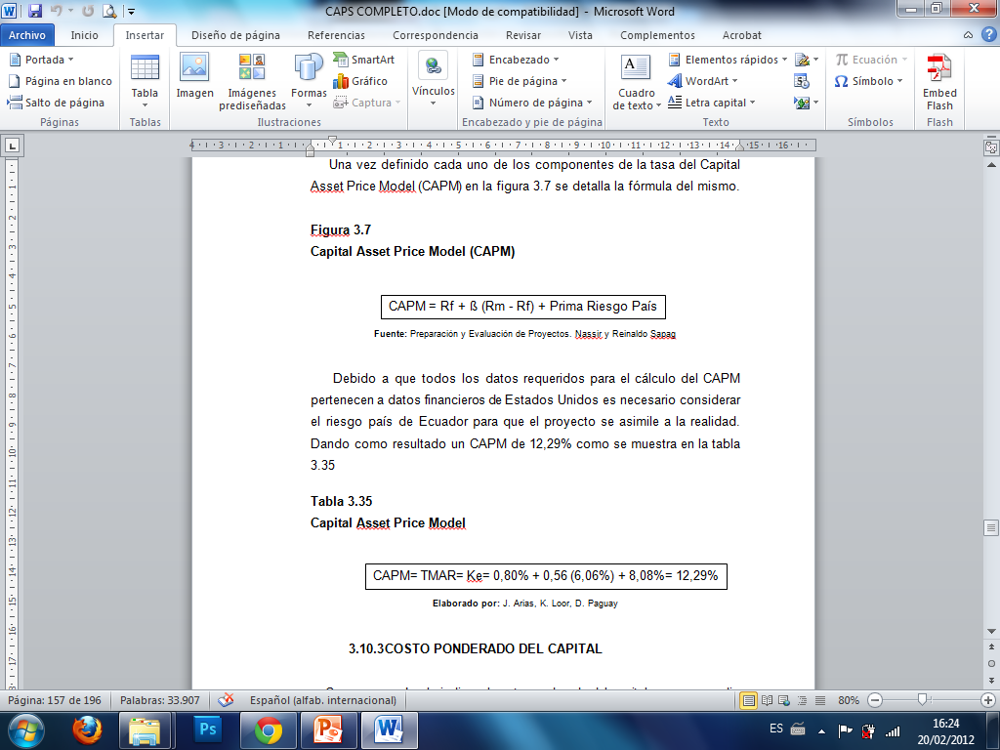 CAPS COMPLETO.doc [Modo de compatibilidad] - Microsoft Word
Archivo Inicio Insertar Diseño de página Referencias Correspondencia Revisar Vista Complementos Acrobat
Portada
Página en blanco
Salto de página
Páginas
Tabla
Tablas
Imagen
Imágenes
prediseñadas
Formas
SmartArt
Gráfico
Captura
Ilustraciones
Vínculos
Encabezado
Pie de página
Número de página
Encabezado y pie de página
Cuadro
de texto
Elementos rápidos
WordArt
Letra capital
Texto
Ecuación
Símbolo
Símbolos
Embed
Flash
Flash
Una vez definido cada uno de los componentes de la tasa del Capital
Asset Price Model (CAPM) en la figura 3.7 se detalla la fórmula del mismo.
Figura 3.7
Capital Asset Price Model (CAPM)
CAPM = Rf + ß (Rm - Rf) + Prima Riesgo País
Fuente: Preparación y Evaluación de Proyectos. Nassir y Reinaldo Sapag
Debido a que todos los datos requeridos para el cálculo del CAPM
pertenecen a datos financieros de Estados Unidos es necesario considerar
el riesgo país de Ecuador para que el proyecto se asimile a la realidad.
Dando como resultado un CAPM de 12,29% como se muestra en la tabla
3.35
Tabla 3.35
Capital Asset Price Model
CAPM= TMAR= Ke= 0,80% + 0,56 (6,06%) + 8,08%= 12,29%
Elaborado por: J. Arias, K. Loor, D. Paguay
3.10.3COSTO PONDERADO DEL CAPITAL
Página: 157 de 196 Palabras: 33.907 Español (alfab. internacional) 80%
Ps
ES
16:24
20/02/2012